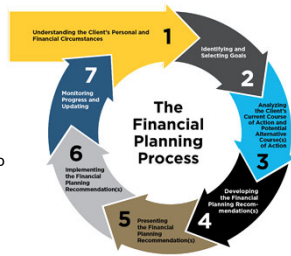 Understanding the Client's Personal and
Financial Circumstances
1
Identifying and
Selecting Goals
2
Analyzing
the Client's
Current Course
of Action and
Potential
Alternative
Course(s)
of Action
3
Developing
the Financial
Planning Recom-
mendation(s)
4
Presenting
the Financial
Planning
Recommendation(s)
5
Implementing
the Financial
Planning
Recommendation(s)
6
Monitoring
Progress and
Updating
7
The
Financial
Planning
Process
o